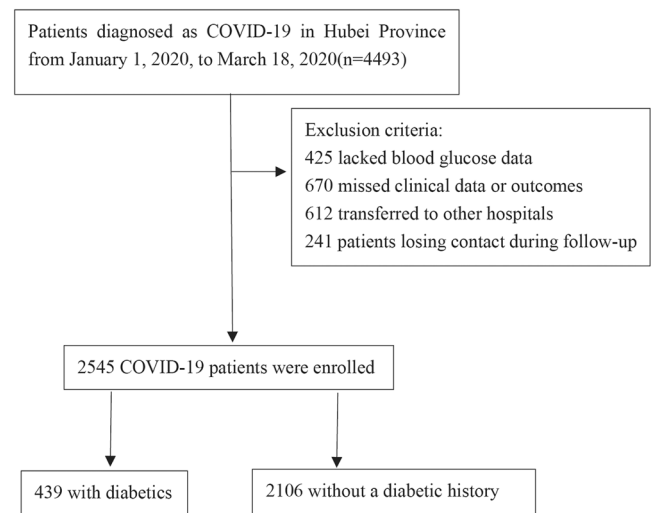 Patients diagnosed as COVID-19 in Hubei Province
from January 1, 2020, to March 18, 2020(n=4493)
Exclusion criteria:
425 lacked blood glucose data
670 missed clinical data or outcomes
612 transferred to other hospitals
241 patients losing contact during follow-up
2545 COVID-19 patients were enrolled
439 with diabetics
2106 without a diabetic history